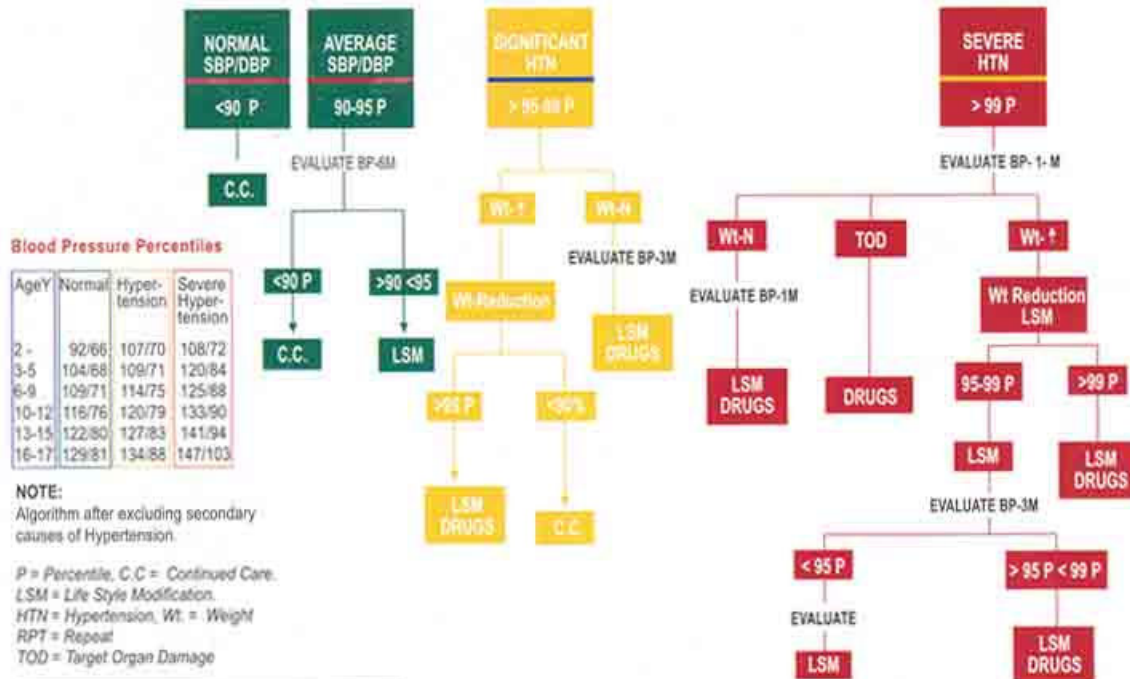 NORMAL
SBP/DBP
<90 P
C.C.
AVERAGE
SBP/DBP
90-95 P
EVALUATE BP-6M
<90 P
>90 <95
C.C.
LSM
SIGNIFICANT
HTN
Wt-↑
Wt-N
EVALUATE BP-3M
Wt-Reduction
LSM
DRUGS
LSM
DRUGS
C.C.
SEVERE
HTN
> 99 P
EVALUATE BP- 1- M
Wt-N
TOD
Wt- ↑
EVALUATE BP-1M
Wt Reduction
LSM
LSM
DRUGS
DRUGS
95-99 P
>99 P
LSM
LSM
DRUGS
EVALUATE BP-3M
< 95 P
> 95 P < 99 P
EVALUATE
LSM
LSM
DRUGS
Blood Pressure Percentiles
AgeY Normal Hyper-tension Severe Hyper-tension
2 - 92/66 107/70 108/72
3-5 104/68 109/71 120/84
6-9 109/71 114/75 125/88
10-12 116/76 120/79 133/90
13-15 122/80 127/83 141/94
16-17 129/81 134/88 147/103
NOTE:
Algorithm after excluding secondary
causes of Hypertension.
P = Percentile, C.C = Continued Care.
LSM = Life Style Modification.
HTN = Hypertension, Wt. = Weight
RPT = Repeat
TOD = Target Organ Damage